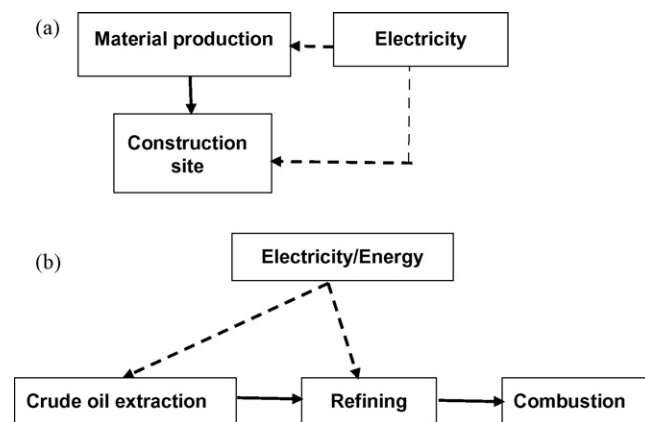 (a)
Material production
Electricity
Construction
site
(b)
Electricity/Energy
Crude oil extraction
Refining
Combustion